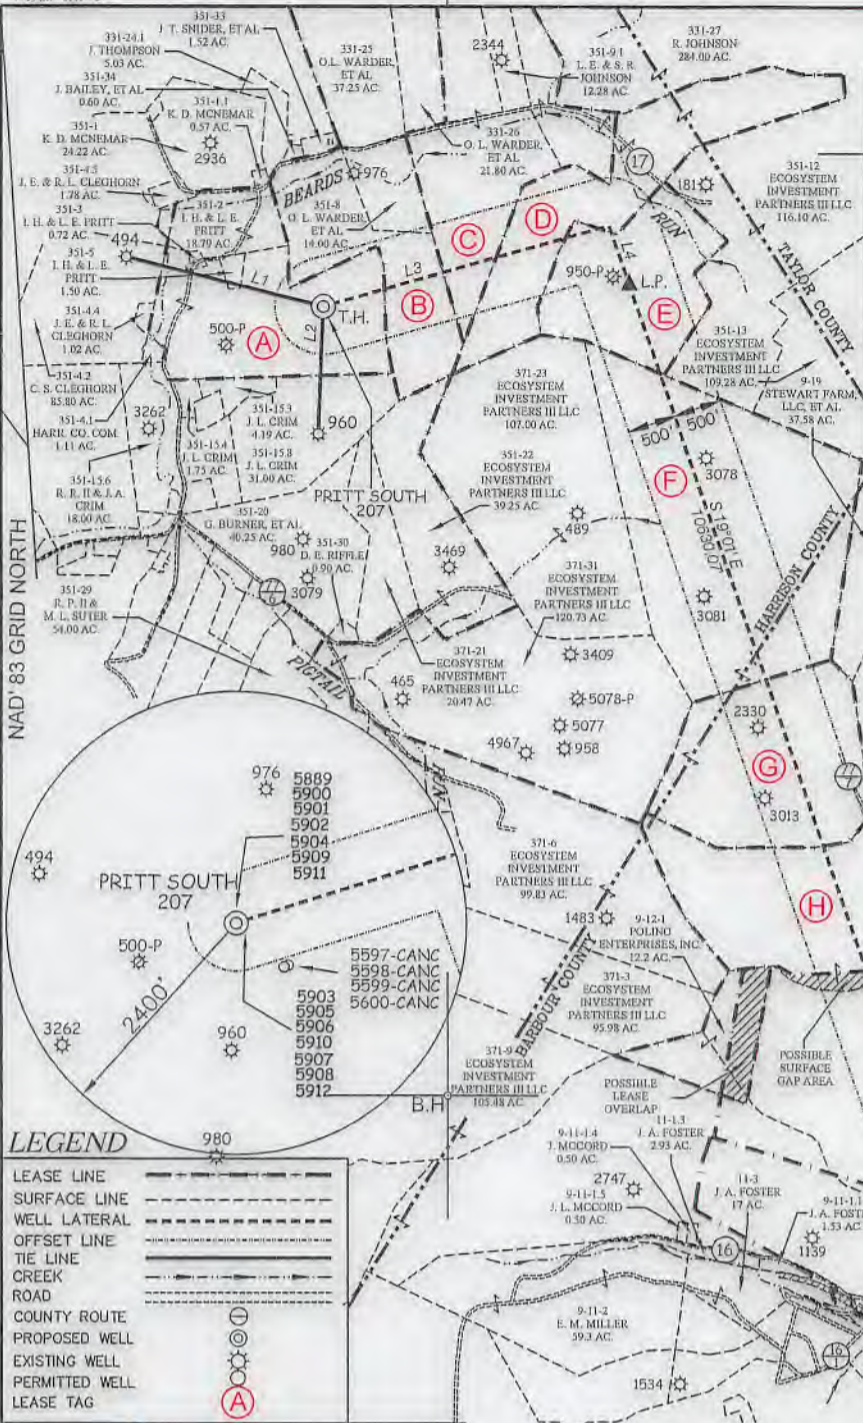 351-33
J T. SNIDER, ET AL
1.52 AC.
331-24.1
J. THOMPSON
5.03 AC.
351-34
J. BAILEY, ET AL
0.60 AC.
351-1.1
K. D. MCNEMAR
0.57 AC.
351-1
K. D. MCNEMAR
24.22 AC.
2936
351-4.5
J. E. & R. L. CLEGHORN
1.78 AC.
351-3
I. H. & L. E. PRITT
0.72 AC.
351-2
I. H. & L. E.
PRITT
18.79 AC.
494
351-5
I. H. & L. E.
PRITT
1.50 AC.
351-4.4
J. E. & R. L.
CLEGHORN
1.02 AC.
351-4.2
C. S. CLEGHORN
85.80 AC.
351-4.1
HARR. CO. COM.
1.11 AC.
351-15.6
R. R. II & J. A.
CRIM
18.00 AC.
3262
500-P
A
L1
L2
T.H.
960
351-15.3
J. L. CRIM
4.19 AC.
351-15.4
J. L. CRIM
1.75 AC.
351-15.8
J. L. CRIM
31.00 AC.
PRITT SOUTH
207
331-25
O.L. WARDER,
ET AL
37.25 AC.
2344
351-9.1
L. E. & S. R.
JOHNSON
12.28 AC.
331-27
R. JOHNSON
284.00 AC.
331-26
O. L. WARDER,
ET AL
21.80 AC.
BEARDS
976
351-8
O. L. WARDER,
ET AL
14.00 AC.
17
RUN
181
351-12
ECOSYSTEM
INVESTMENT
PARTNERS III LLC
116.10 AC.
TAYLOR COUNTY
C
D
L3
B
L4
950-P
L.P.
E
351-13
ECOSYSTEM
INVESTMENT
PARTNERS III LLC
109.28 AC.
9-19
STEWART FARM,
LLC, ET AL
37.58 AC.
371-23
ECOSYSTEM
INVESTMENT
PARTNERS III LLC
107.00 AC.
500'
500'
F
3078
S 19°01' E
10630.07'
351-22
ECOSYSTEM
INVESTMENT
PARTNERS III LLC
39.25 AC.
489
351-20
G. BURNER, ET AL
40.25 AC.
980
351-30
D. E. RIFFLE
0.90 AC.
3469
3079
77
6
351-29
R. P. II &
M. L. SUTER
54.00 AC.
NAD'83 GRID NORTH
371-31
ECOSYSTEM
INVESTMENT
PARTNERS III LLC
120.73 AC.
3081
HARRISON COUNTY
371-21
ECOSYSTEM
INVESTMENT
PARTNERS III LLC
20.47 AC.
PIGTAIL
RUN
465
3409
5078-P
5077
4967
958
2330
G
3013
77
7
H
976
5889
5900
5901
5902
5904
5909
5911
494
PRITT SOUTH
207
500-P
2400'
3262
960
5597-CANC
5598-CANC
5599-CANC
5600-CANC
5903
5905
5906
5910
5907
5908
5912
B.H
980
371-6
ECOSYSTEM
INVESTMENT
PARTNERS III LLC
99.83 AC.
1483
9-12-1
POLINO
ENTERPRISES, INC
12.2 AC.
371-3
ECOSYSTEM
INVESTMENT
PARTNERS III LLC
95.98 AC.
BARBOUR COUNTY
371-9
ECOSYSTEM
INVESTMENT
PARTNERS III LLC
105.48 AC.
POSSIBLE
SURFACE
GAP AREA
POSSIBLE
LEASE
OVERLAP
9-11-1.4
J. MCCORD
0.50 AC.
11-1.3
J. A. FOSTER
2.93 AC.
2747
9-11-1.5
J. L. MCCORD
0.50 AC.
11-3
J. A. FOSTER
17 AC.
9-11-1.1
J. A. FOST
1.53 AC.
1139
16
9-11-2
E. M. MILLER
59.3 AC.
16
1
1534
LEGEND
LEASE LINE
SURFACE LINE
WELL LATERAL
OFFSET LINE
TIE LINE
CREEK
ROAD
COUNTY ROUTE
PROPOSED WELL
EXISTING WELL
PERMITTED WELL
LEASE TAG A